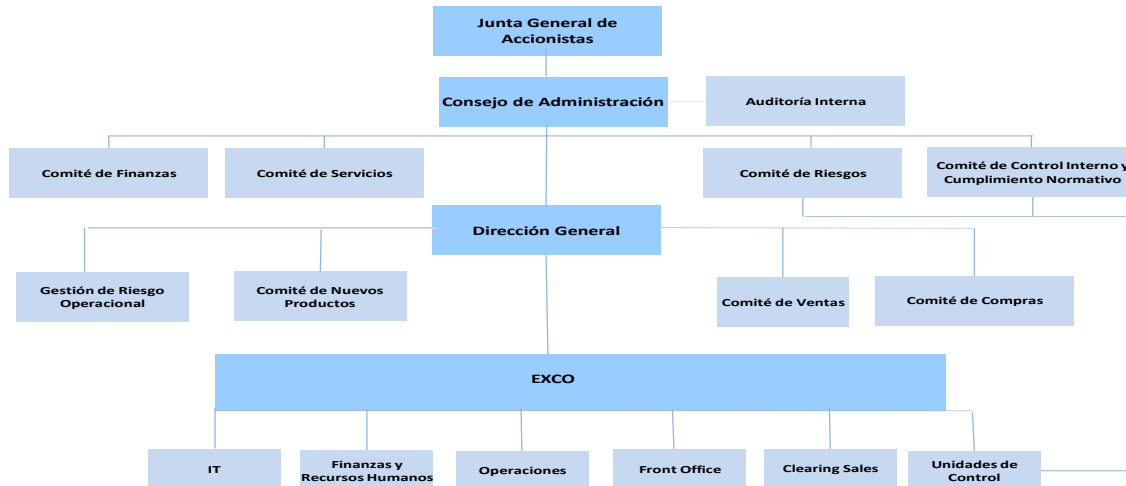 Junta General de
Accionistas
Consejo de Administración
Auditoría Interna
Comité de Finanzas
Comité de Servicios
Comité de Riesgos
Comité de Control Interno y
Cumplimiento Normativo
Dirección General
Gestión de Riesgo
Operacional
Comité de Nuevos
Productos
Comité de Ventas
Comité de Compras
EXCO
IT
Finanzas y
Recursos Humanos
Operaciones
Front Office
Clearing Sales
Unidades de
Control